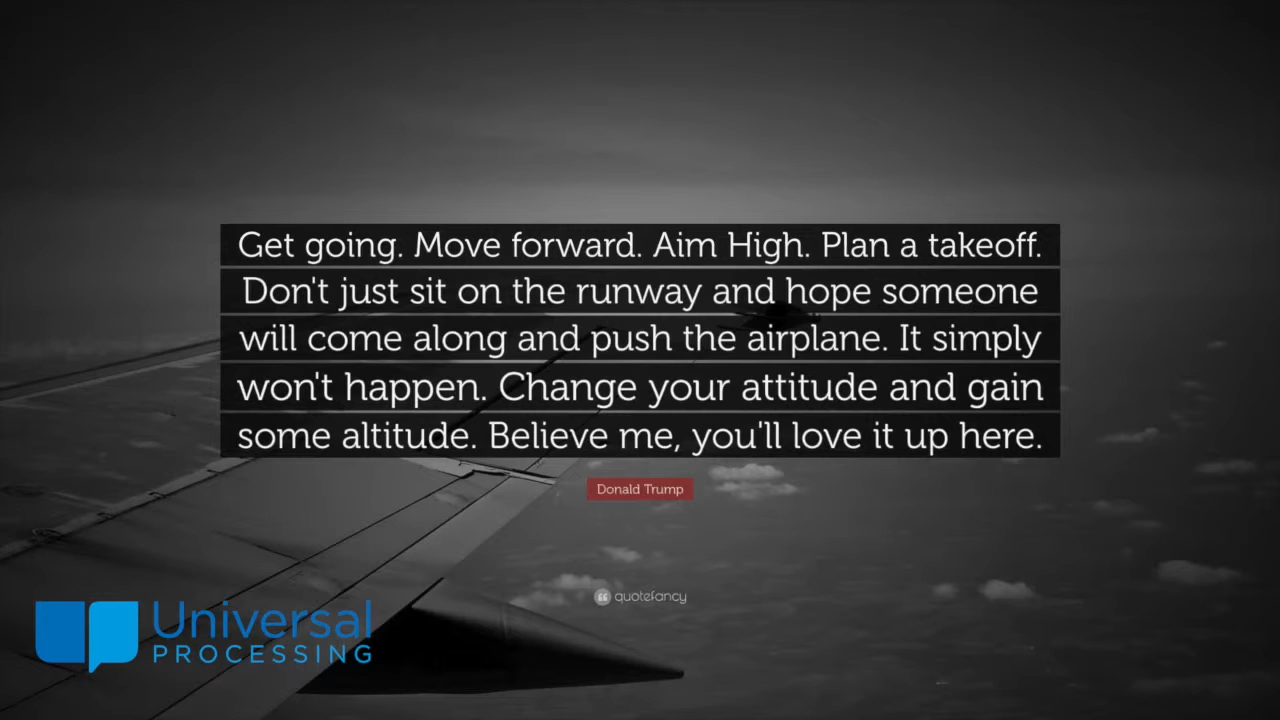 Get going. Move forward. Aim High. Plan a takeoff.
Don't just sit on the runway and hope someone
will come along and push the airplane. It simply
won't happen. Change your attitude and gain
some altitude. Believe me, you'll love it up here.
Donald Trump
quotefancy
Universal
PROCESSING